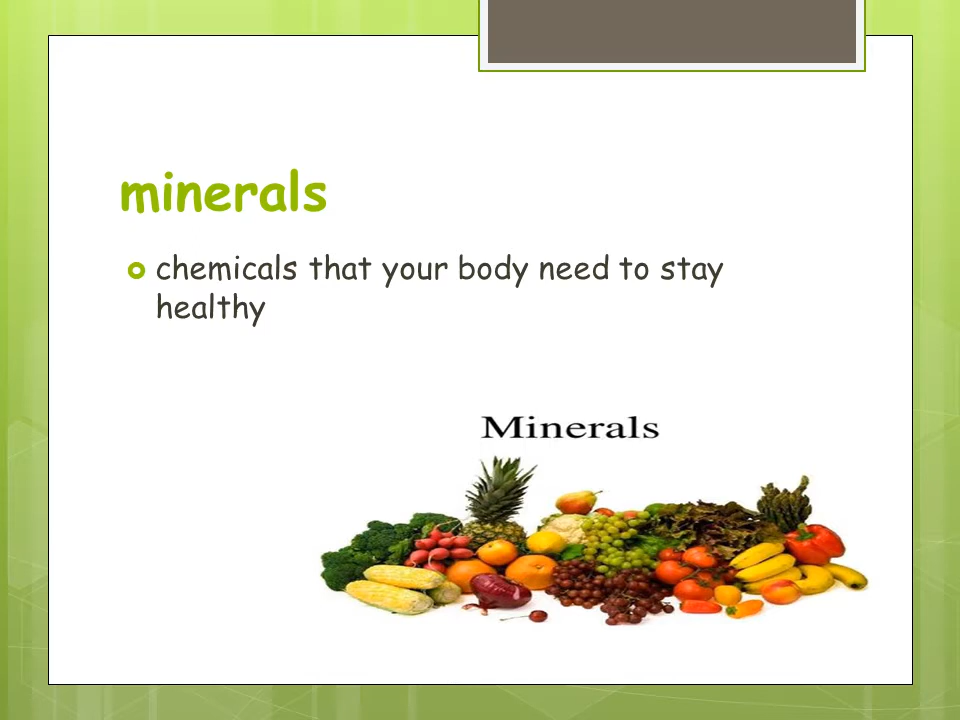 minerals
chemicals that your body need to stay
healthy
Minerals